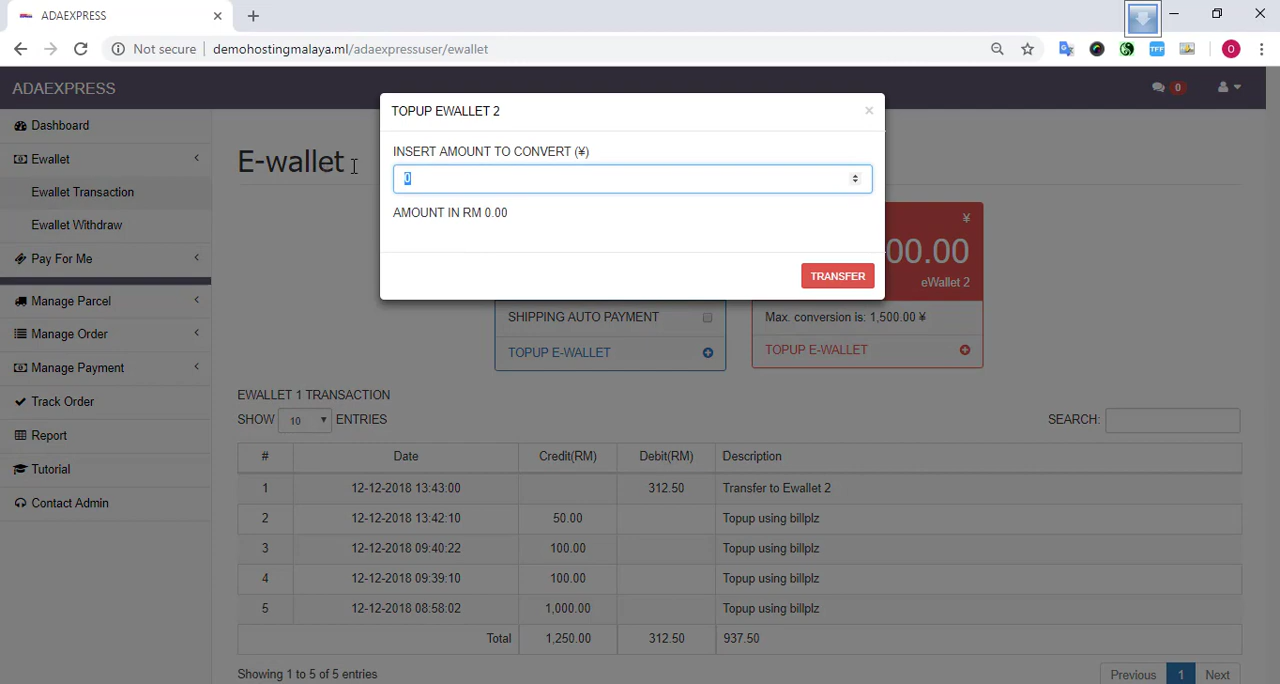 ADAEXPRESS
Not secure demohostingmalaya.ml/adaexpressuser/ewallet
TFF
O
ADAEXPRESS
0
Dashboard
Ewallet
Ewallet Transaction
Ewallet Withdraw
Pay For Me
Manage Parcel
Manage Order
Manage Payment
Track Order
Report
Tutorial
Contact Admin
E-wallet
TOPUP EWALLET 2
×
INSERT AMOUNT TO CONVERT (¥)
0
AMOUNT IN RM 0.00
TRANSFER
SHIPPING AUTO PAYMENT
TOPUP E-WALLET
¥
00.00
eWallet 2
Max. conversion is: 1,500.00 ¥
TOPUP E-WALLET
EWALLET 1 TRANSACTION
SHOW 10 ENTRIES
SEARCH:
# Date Credit(RM) Debit(RM) Description
1 12-12-2018 13:43:00 312.50 Transfer to Ewallet 2
2 12-12-2018 13:42:10 50.00 Topup using billplz
3 12-12-2018 09:40:22 100.00 Topup using billplz
4 12-12-2018 09:39:10 100.00 Topup using billplz
5 12-12-2018 08:58:02 1,000.00 Topup using billplz
Total 1,250.00 312.50 937.50
Showing 1 to 5 of 5 entries
Previous 1 Next